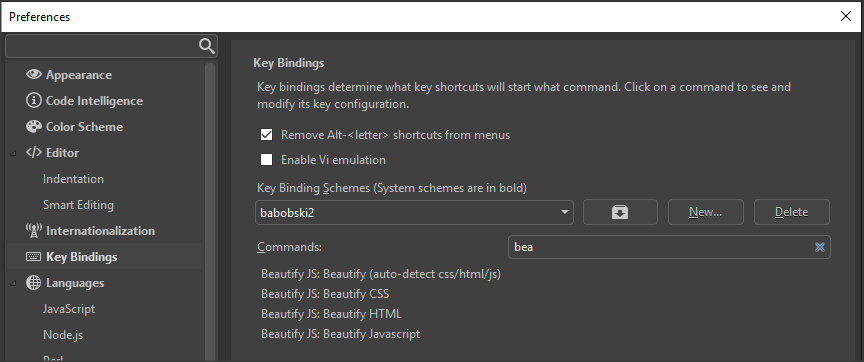 Preferences
Appearance
Code Intelligence
Color Scheme
Editor
Indentation
Smart Editing
Internationalization
Key Bindings
Languages
JavaScript
Node.js
Perl
Key Bindings
Key bindings determine what key shortcuts will start what command. Click on a command to see and
modify its key configuration.
Remove Alt-<letter> shortcuts from menus
Enable Vi emulation
Key Binding Schemes (System schemes are in bold)
babobski2
New...
Delete
Commands:
bea
Beautify JS: Beautify (auto-detect css/html/js)
Beautify JS: Beautify CSS
Beautify JS: Beautify HTML
Beautify JS: Beautify Javascript